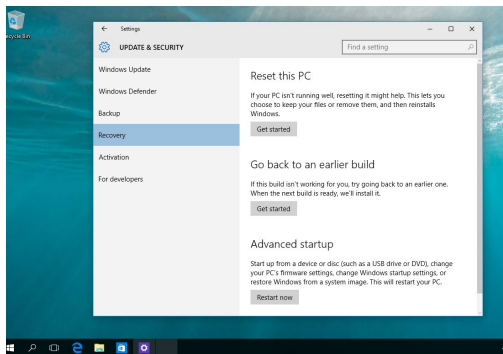 Recycle Bin
Settings
UPDATE & SECURITY
Find a setting
Windows Update
Windows Defender
Backup
Recovery
Activation
For developers
Reset this PC
If your PC isn't running well, resetting it might help. This lets you
choose to keep your files or remove them, and then reinstalls
Windows.
Get started
Go back to an earlier build
If this build isn't working for you, try going back to an earlier one.
When the next build is ready, we'll install it.
Get started
Advanced startup
Start up from a device or disc (such as a USB drive or DVD), change
your PC's firmware settings, change Windows startup settings, or
restore Windows from a system image. This will restart your PC.
Restart now